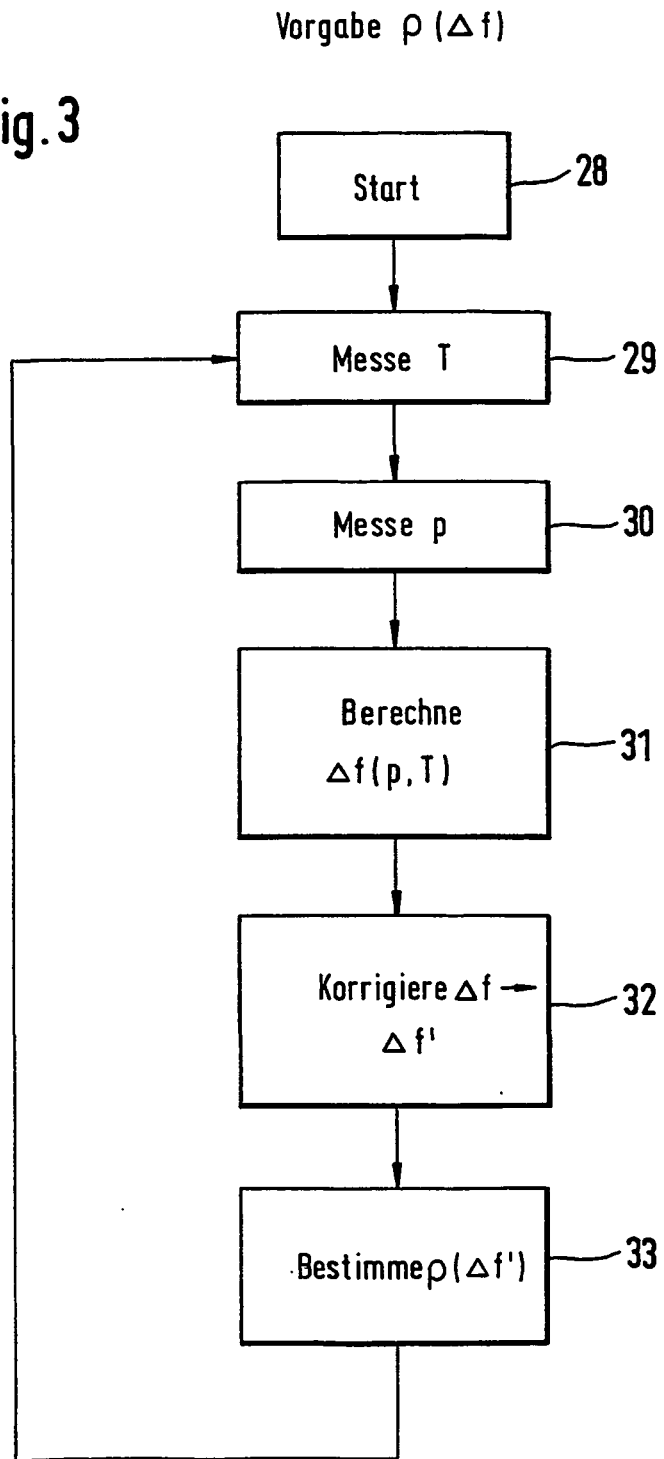 Vorgabe ρ (Δf)
ig. 3
Start
28
Messe T
29
Messe p
30
Berechne
Δf(p, T)
31
Korrigiere Δf →
Δf'
32
Bestimme ρ(Δf')
33